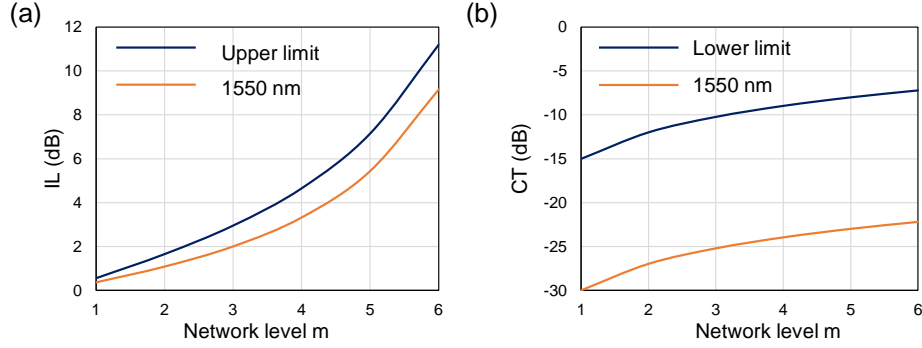 (a)
12
10
8
6
4
2
0
IL (dB)
Upper limit
1550 nm
1 2 3 4 5 6
Network level m
(b)
0
-5
-10
-15
-20
-25
-30
CT (dB)
Lower limit
1550 nm
1 2 3 4 5 6
Network level m